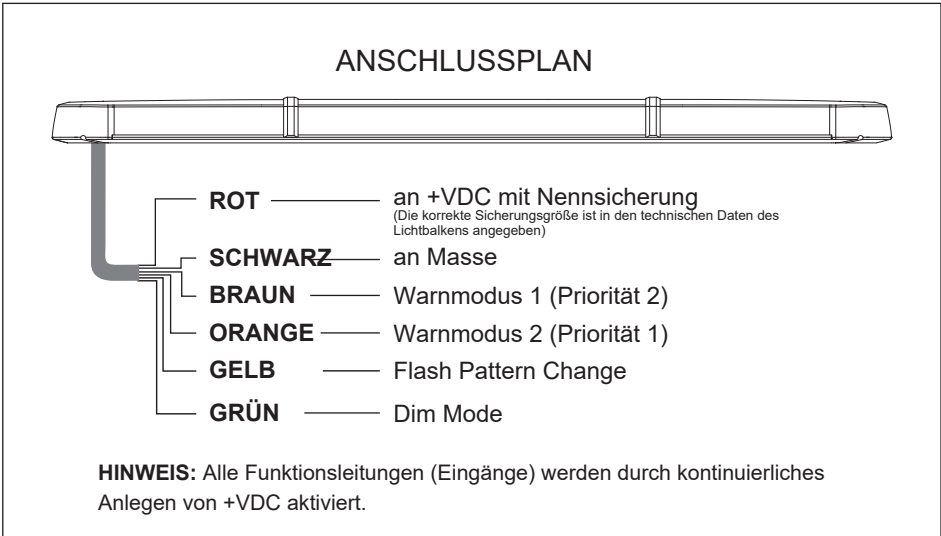 ANSCHLUSSPLAN
ROT an +VDC mit Nennsicherung
(Die korrekte Sicherungsgröße ist in den technischen Daten des
Lichtbalkens angegeben)
SCHWARZ an Masse
BRAUN Warnmodus 1 (Priorität 2)
ORANGE Warnmodus 2 (Priorität 1)
GELB Flash Pattern Change
GRÜN Dim Mode
HINWEIS: Alle Funktionsleitungen (Eingänge) werden durch kontinuierliches
Anlegen von +VDC aktiviert.